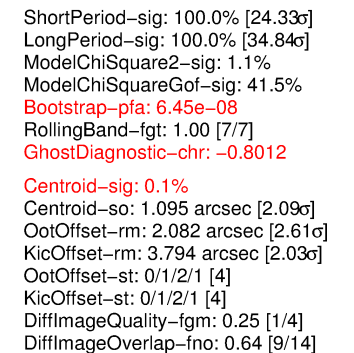 ShortPeriod-sig: 100.0% [24.33σ]
LongPeriod-sig: 100.0% [34.84σ]
ModelChiSquare2-sig: 1.1%
ModelChiSquareGof-sig: 41.5%
Bootstrap-pfa: 6.45e-08
RollingBand-fgt: 1.00 [7/7]
GhostDiagnostic-chr: -0.8012
Centroid-sig: 0.1%
Centroid-so: 1.095 arcsec [2.09σ]
OotOffset-rm: 2.082 arcsec [2.61σ]
KicOffset-rm: 3.794 arcsec [2.03σ]
OotOffset-st: 0/1/2/1 [4]
KicOffset-st: 0/1/2/1 [4]
DiffImageQuality-fgm: 0.25 [1/4]
DiffImageOverlap-fno: 0.64 [9/14]